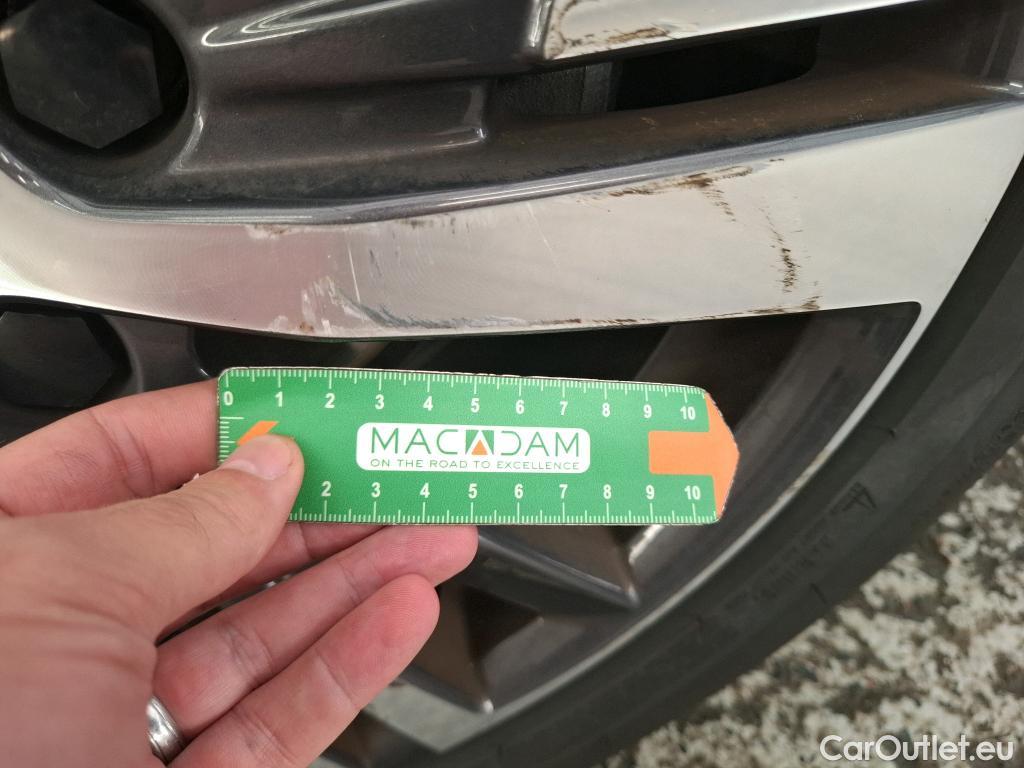 0 1 2 3 4 5 6 7 8 9 10
MACADAM
ON THE ROAD TO EXCELLENCE
2 3 4 5 6 7 8 9 10
CarOutlet.eu